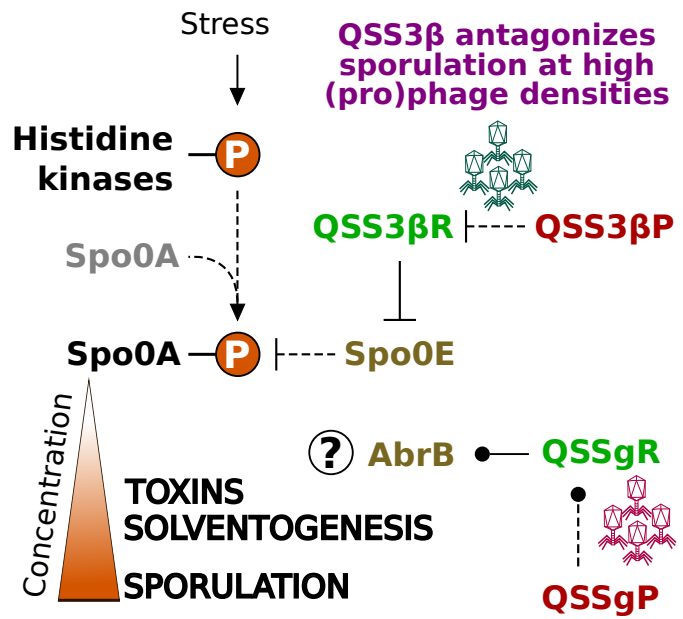 Stress
QSS3β antagonizes
sporulation at high
(pro)phage densities
Histidine
kinases
P
QSS3βR
QSS3βP
Spo0A
Spo0A
P
Spo0E
Concentration
?
AbrB
QSSgR
TOXINS
SOLVENTOGENESIS
SPORULATION
QSSgP